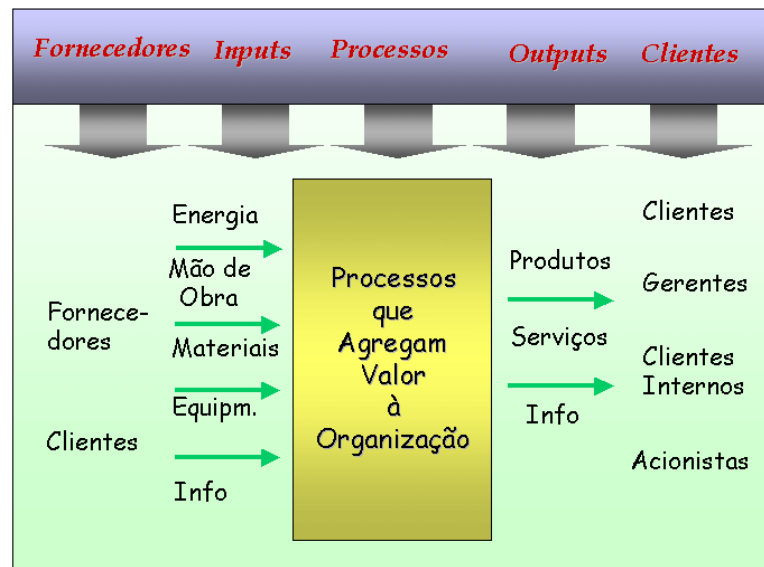 Fornecedores Inputs Processos Outputs Clientes
Fornece-
dores
Clientes
Energia
Mão de
Obra
Materiais
Equipm.
Info
Processos
que
Agregam
Valor
à
Organização
Produtos
Serviços
Info
Clientes
Gerentes
Clientes
Internos
Acionistas